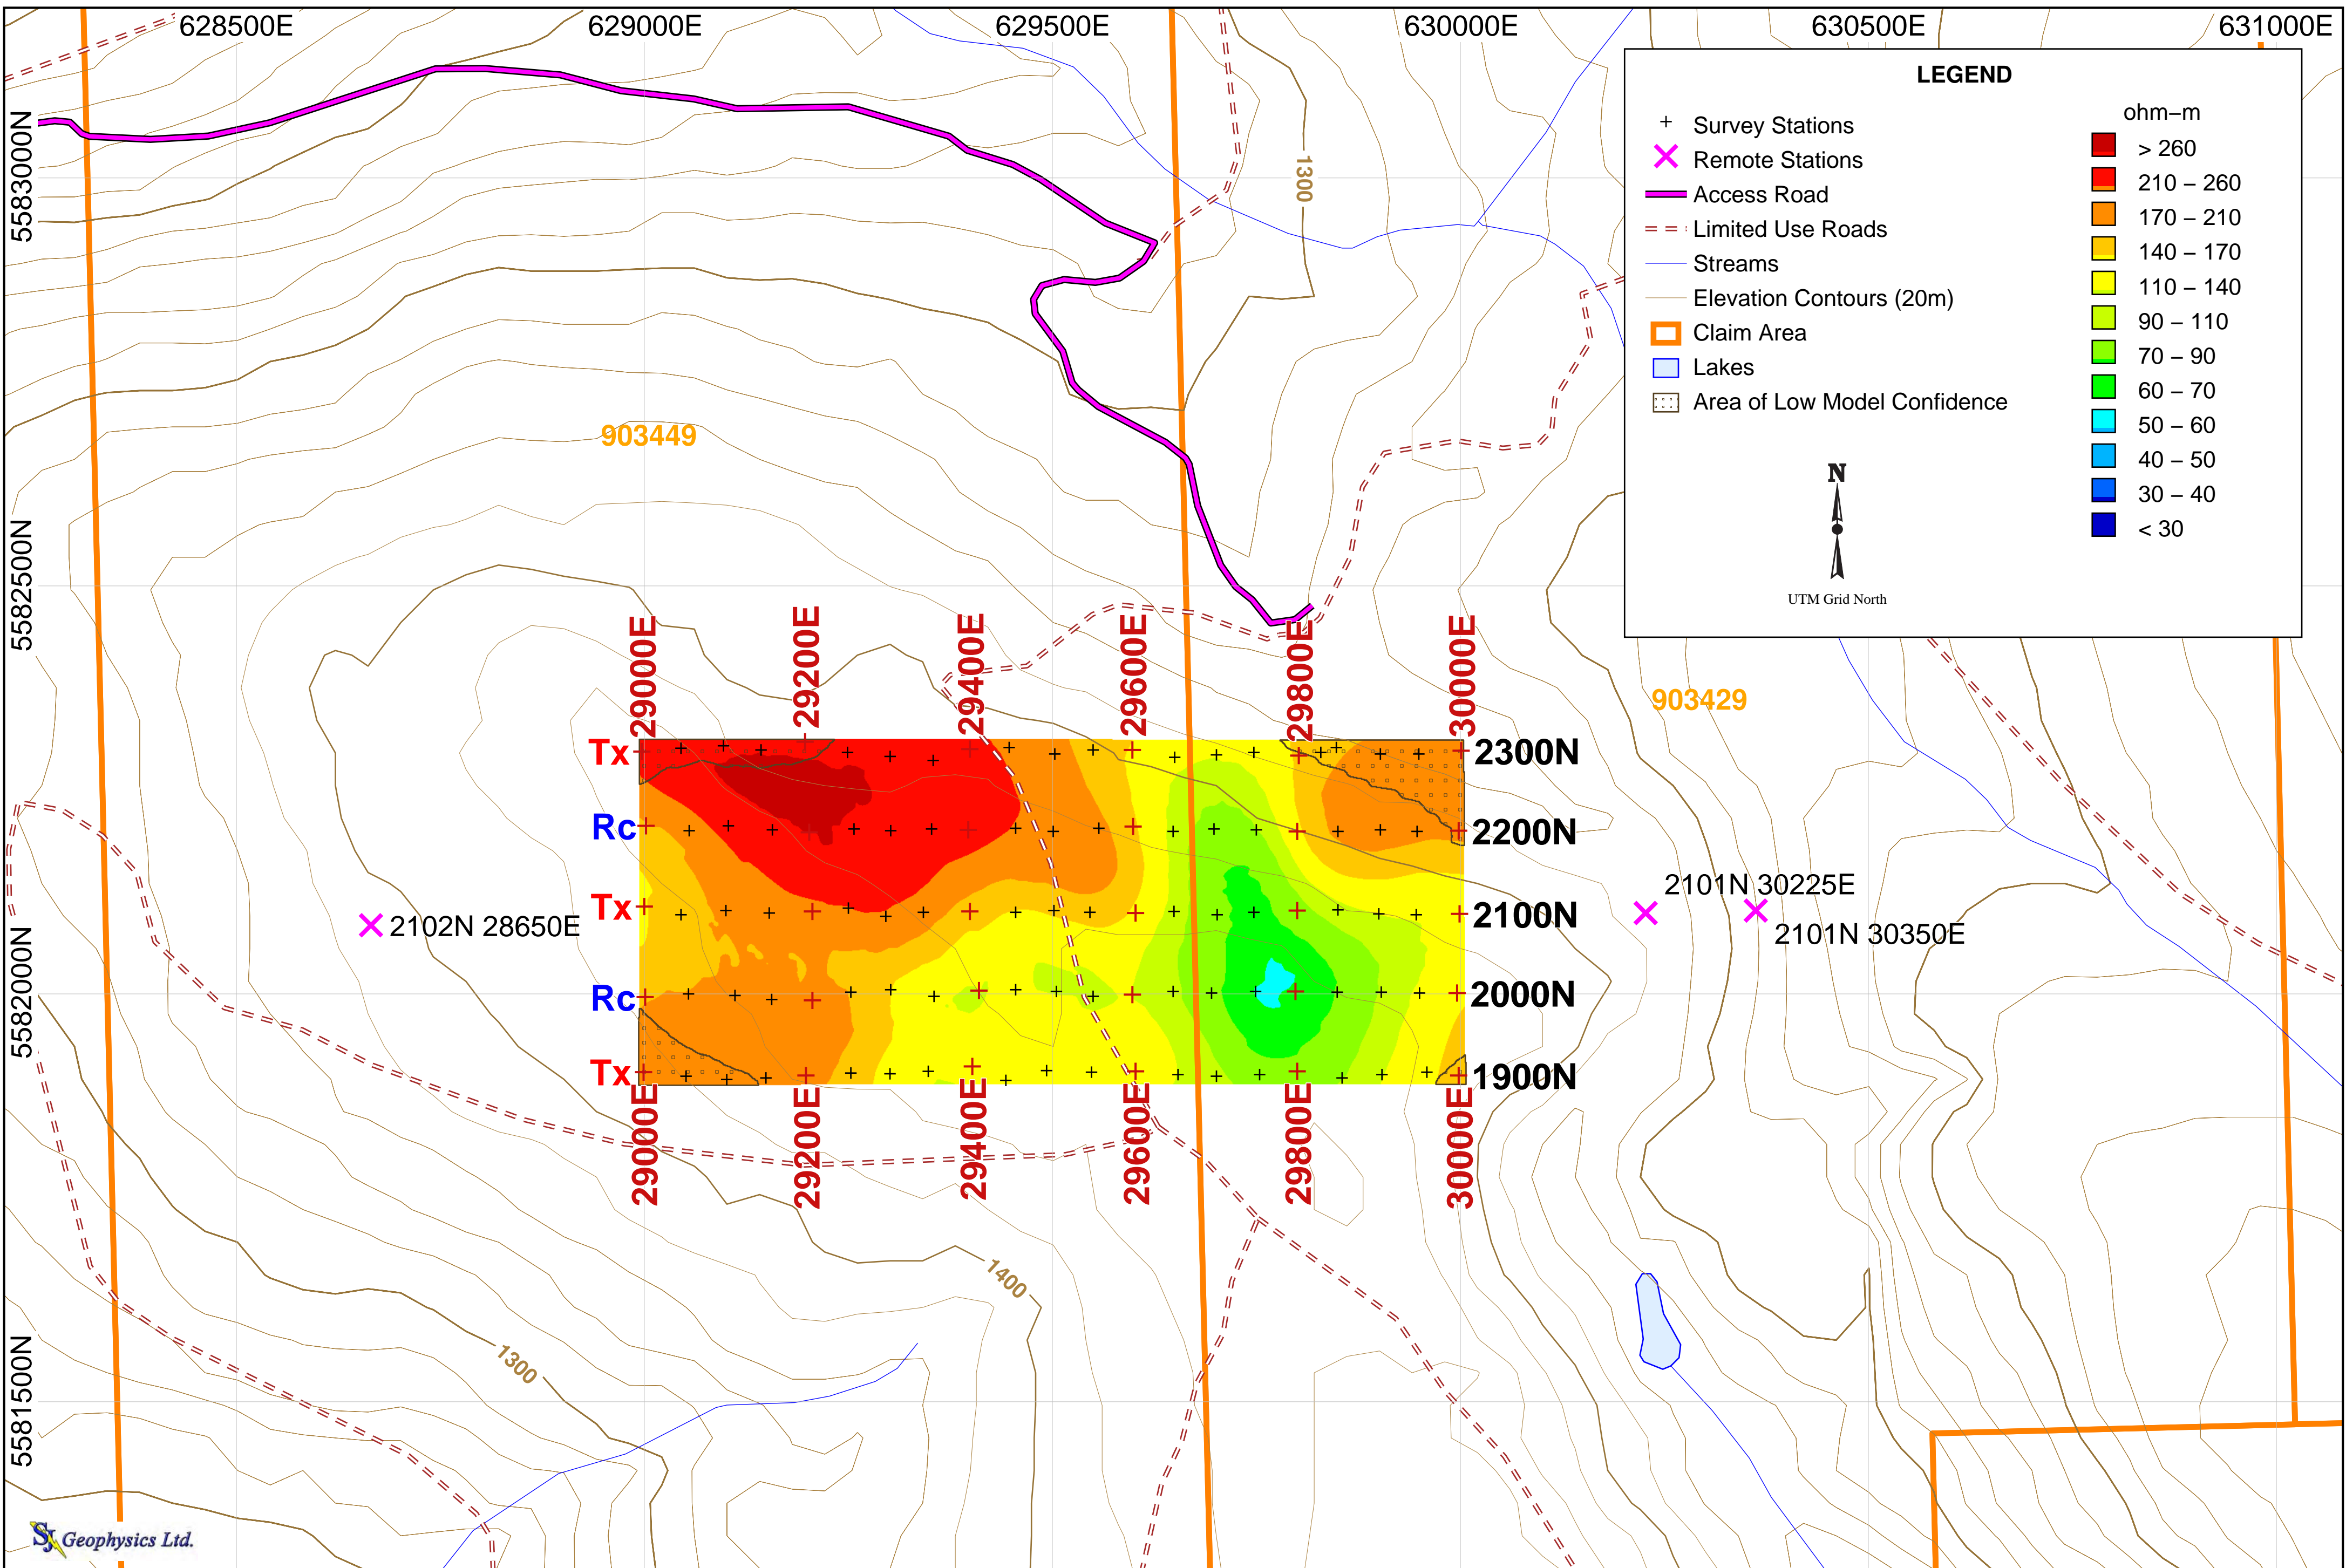 628500E 629000E 629500E 630000E 630500E 631000E
5583000N
5582500N
5582000N
5581500N
LEGEND
Survey Stations
Remote Stations
Access Road
Limited Use Roads
Streams
Elevation Contours (20m)
Claim Area
Lakes
Area of Low Model Confidence
ohm–m
> 260
210 – 260
170 – 210
140 – 170
110 – 140
90 – 110
70 – 90
60 – 70
50 – 60
40 – 50
30 – 40
< 30
N
UTM Grid North
1300
903449
903429
29000E 29200E 29400E 29600E 29800E 30000E
Tx 2300N
Rc 2200N
Tx 2100N
Rc 2000N
Tx 1900N
2101N 30225E
2102N 28650E
2101N 30350E
29000E 29200E 29400E 29600E 29800E 30000E
1400
1300
SJ Geophysics Ltd.